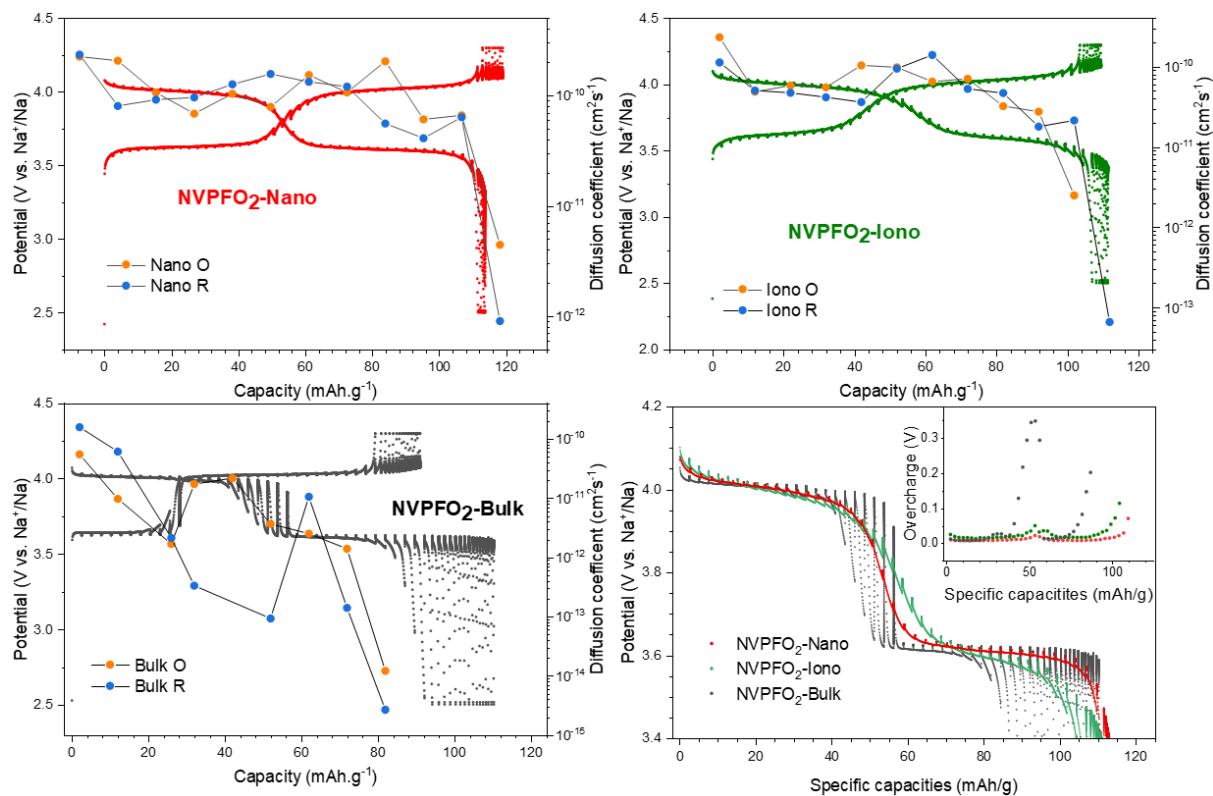 4.5
4.0
3.5
3.0
2.5
Potential (V vs. Na⁺/Na)
NVPFO₂-Nano
Nano O
Nano R
0 20 40 60 80 100 120
Capacity (mAh.g⁻¹)
10⁻¹⁰
10⁻¹¹
10⁻¹²
Diffusion coefficient (cm²s⁻¹)
4.5
4.0
3.5
3.0
2.5
2.0
Potential (V vs. Na⁺/Na)
NVPFO₂-Iono
Iono O
Iono R
0 20 40 60 80 100 120
Capacity (mAh.g⁻¹)
10⁻¹⁰
10⁻¹¹
10⁻¹²
10⁻¹³
Diffusion coefficient (cm²s⁻¹)
4.5
4.0
3.5
3.0
2.5
Potential (V vs. Na⁺/Na)
NVPFO₂-Bulk
Bulk O
Bulk R
0 20 40 60 80 100 120
Capacity (mAh.g⁻¹)
10⁻¹⁰
10⁻¹¹
10⁻¹²
10⁻¹³
10⁻¹⁴
10⁻¹⁵
Diffusion coefficient (cm²s⁻¹)
4.2
4.0
3.8
3.6
3.4
Potential (V vs. Na⁺/Na)
0.3
0.2
0.1
0.0
Overcharge (V)
0 50 100
Specific capacitites (mAh/g)
NVPFO₂-Nano
NVPFO₂-Iono
NVPFO₂-Bulk
0 20 40 60 80 100 120
Specific capacities (mAh/g)